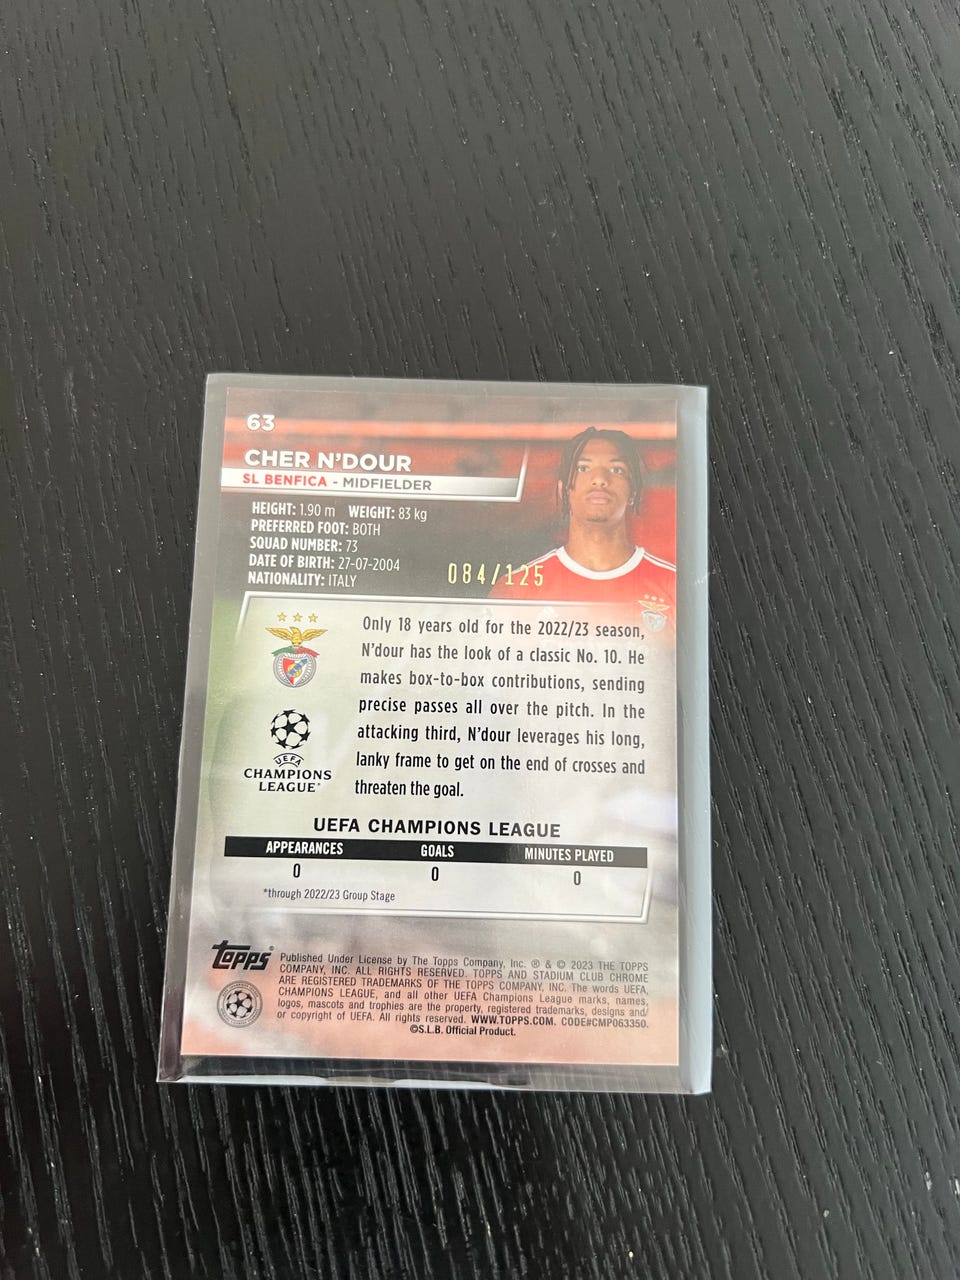 63
CHER N'DOUR
SL BENFICA - MIDFIELDER
HEIGHT: 1.90 m WEIGHT: 83 kg
PREFERRED FOOT: BOTH
SQUAD NUMBER: 73
DATE OF BIRTH: 27-07-2004
NATIONALITY: ITALY
084/125
Only 18 years old for the 2022/23 season,
N'dour has the look of a classic No. 10. He
makes box-to-box contributions, sending
precise passes all over the pitch. In the
attacking third, N'dour leverages his long,
lanky frame to get on the end of crosses and
threaten the goal.
UEFA
CHAMPIONS
LEAGUE
UEFA CHAMPIONS LEAGUE
APPEARANCES GOALS MINUTES PLAYED
0 0 0
*through 2022/23 Group Stage
topps®
Published Under License by The Topps Company, Inc. ® & © 2023 THE TOPPS
COMPANY, INC. ALL RIGHTS RESERVED. TOPPS AND STADIUM CLUB CHROME
ARE REGISTERED TRADEMARKS OF THE TOPPS COMPANY, INC. The words UEFA,
CHAMPIONS LEAGUE, and all other UEFA Champions League marks, names,
logos, mascots and trophies are the property, registered trademarks, designs and/
or copyright of UEFA. All rights reserved. WWW.TOPPS.COM. CODE#CMP063350.
©S.L.B. Official Product.